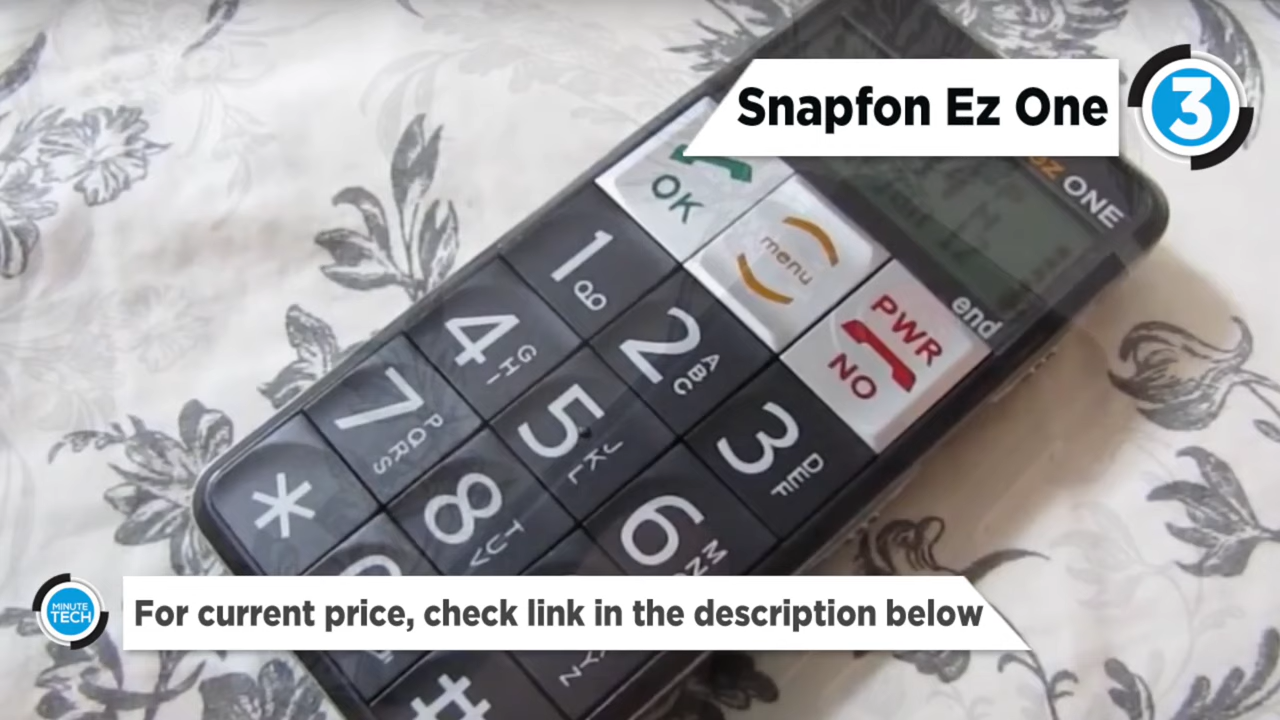 Snapfon Ez One
3
ez ONE
OK
menu
end
PWR
NO
1
2 ABC
3 DEF
4 GHI
5 JKL
6
7 PQRS
8 TUV
*
#
MINUTE
TECH
For current price, check link in the description below